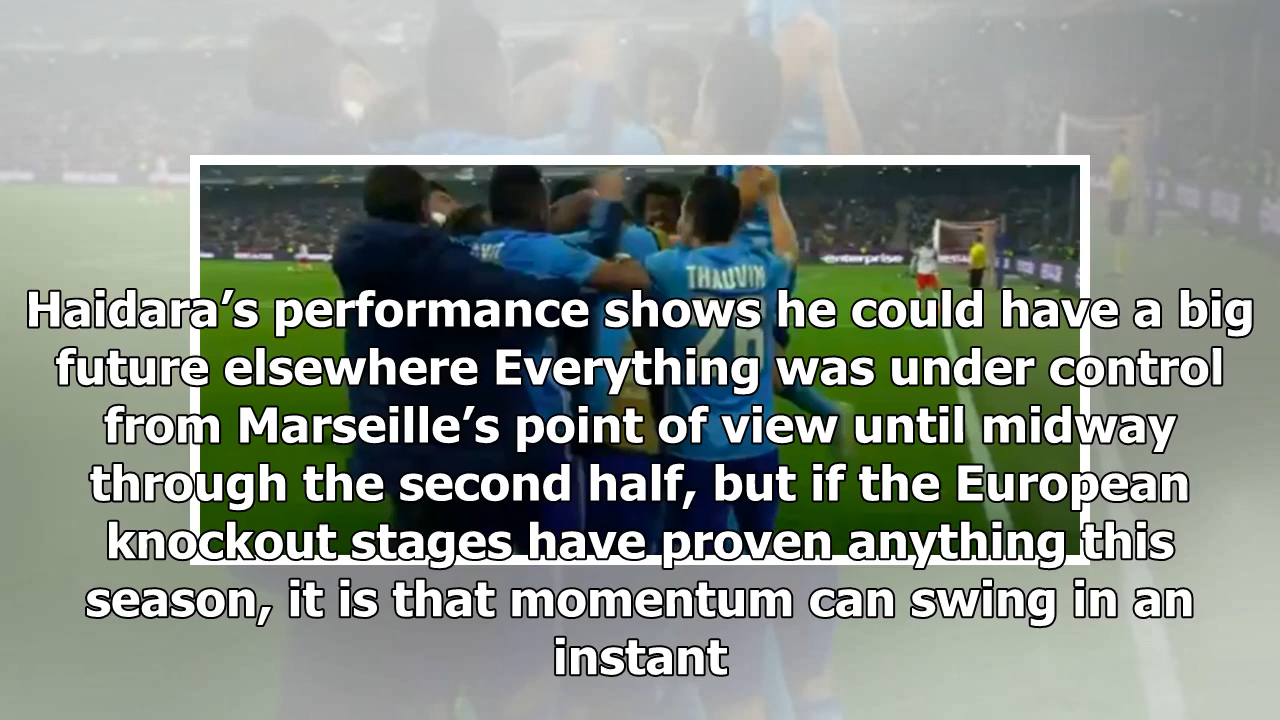 enterprise
THAUVIN
Haidara’s performance shows he could have a big
future elsewhere Everything was under control
from Marseille’s point of view until midway
through the second half, but if the European
knockout stages have proven anything this
season, it is that momentum can swing in an
instant